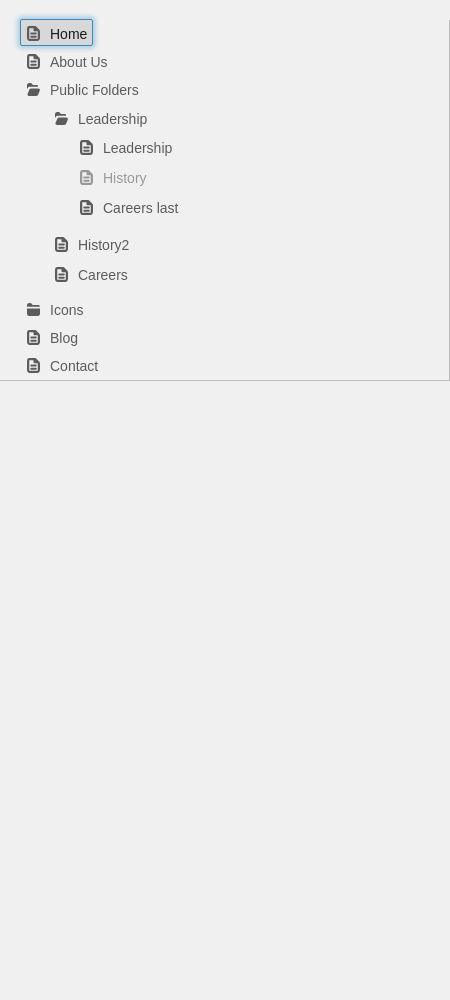 Home
About Us
Public Folders
Leadership
Leadership
History
Careers last
History2
Careers
Icons
Blog
Contact